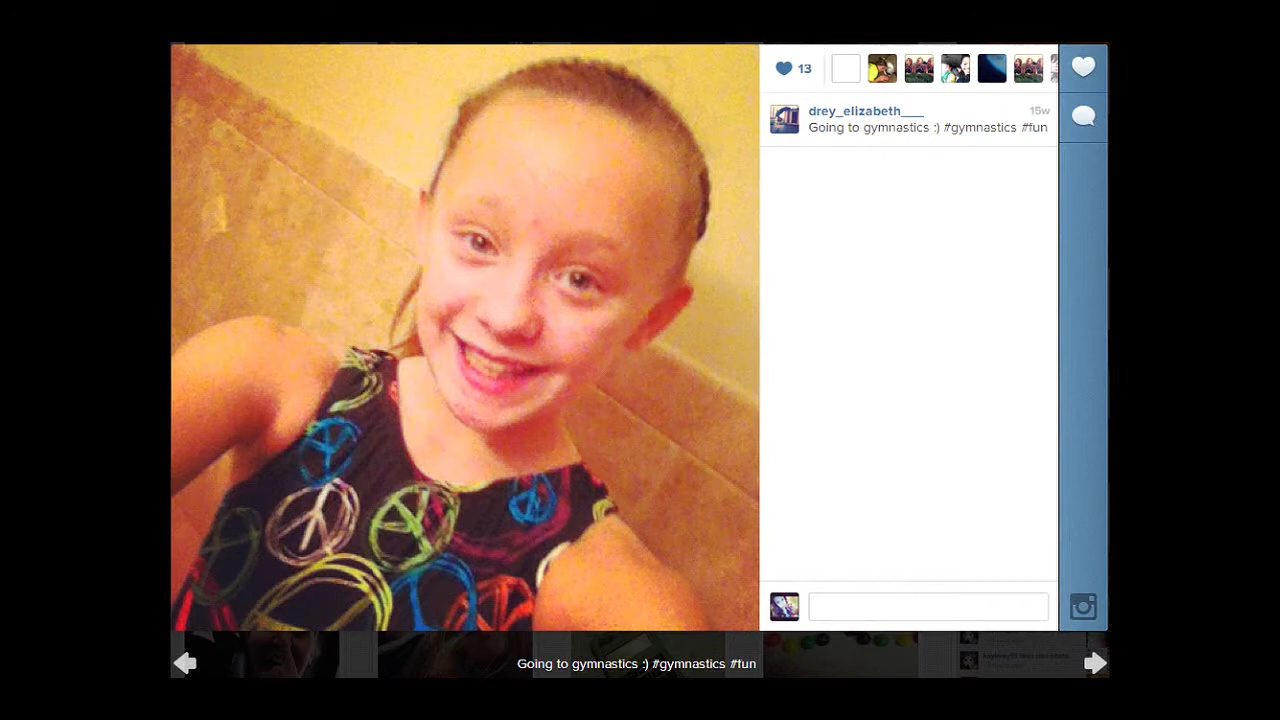 13
drey_elizabeth___
15w
Going to gymnastics :) #gymnastics #fun
Going to gymnastics :) #gymnastics #fun